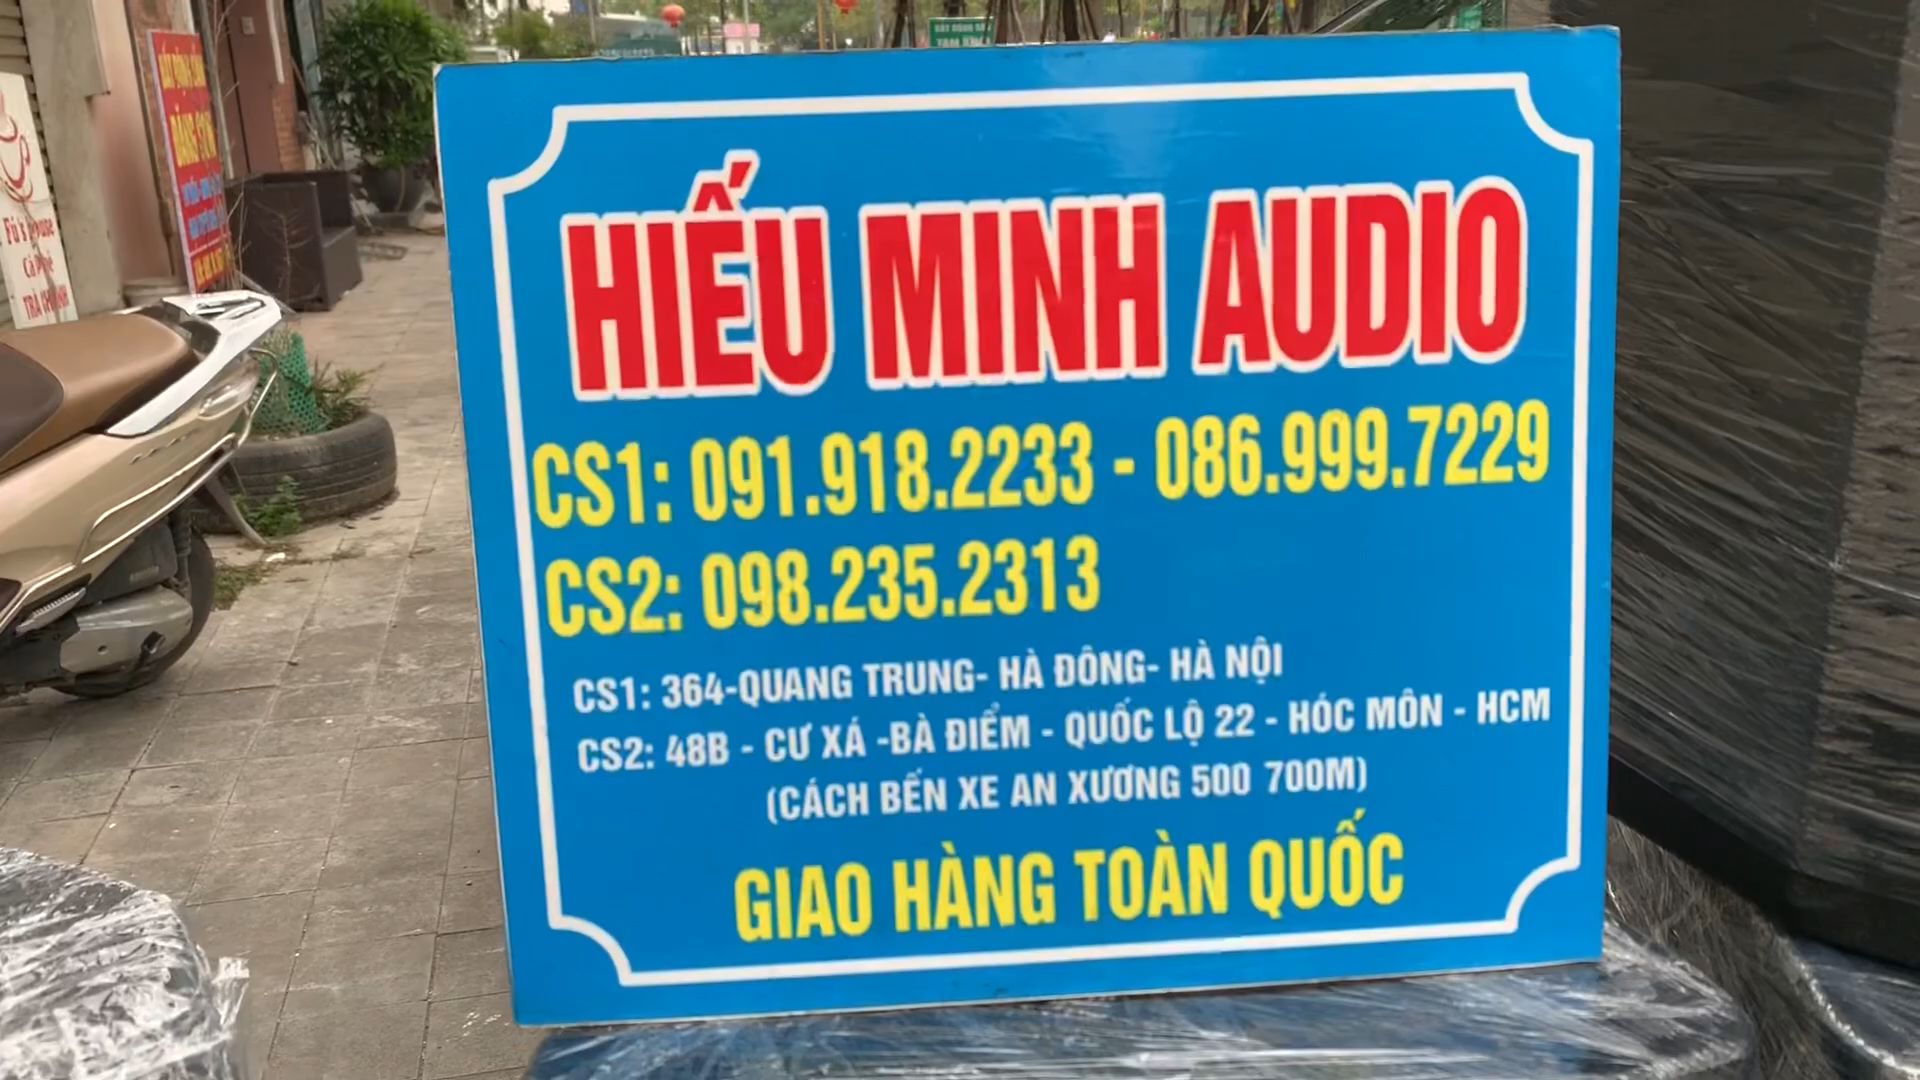 HIẾU MINH AUDIO
CS1: 091.918.2233 - 086.999.7229
CS2: 098.235.2313
CS1: 364-QUANG TRUNG- HÀ ĐÔNG- HÀ NỘI
CS2: 48B - CƯ XÁ -BÀ ĐIỂM - QUỐC LỘ 22 - HÓC MÔN - HCM
(CÁCH BẾN XE AN XƯƠNG 500 700M)
GIAO HÀNG TOÀN QUỐC
Fú's